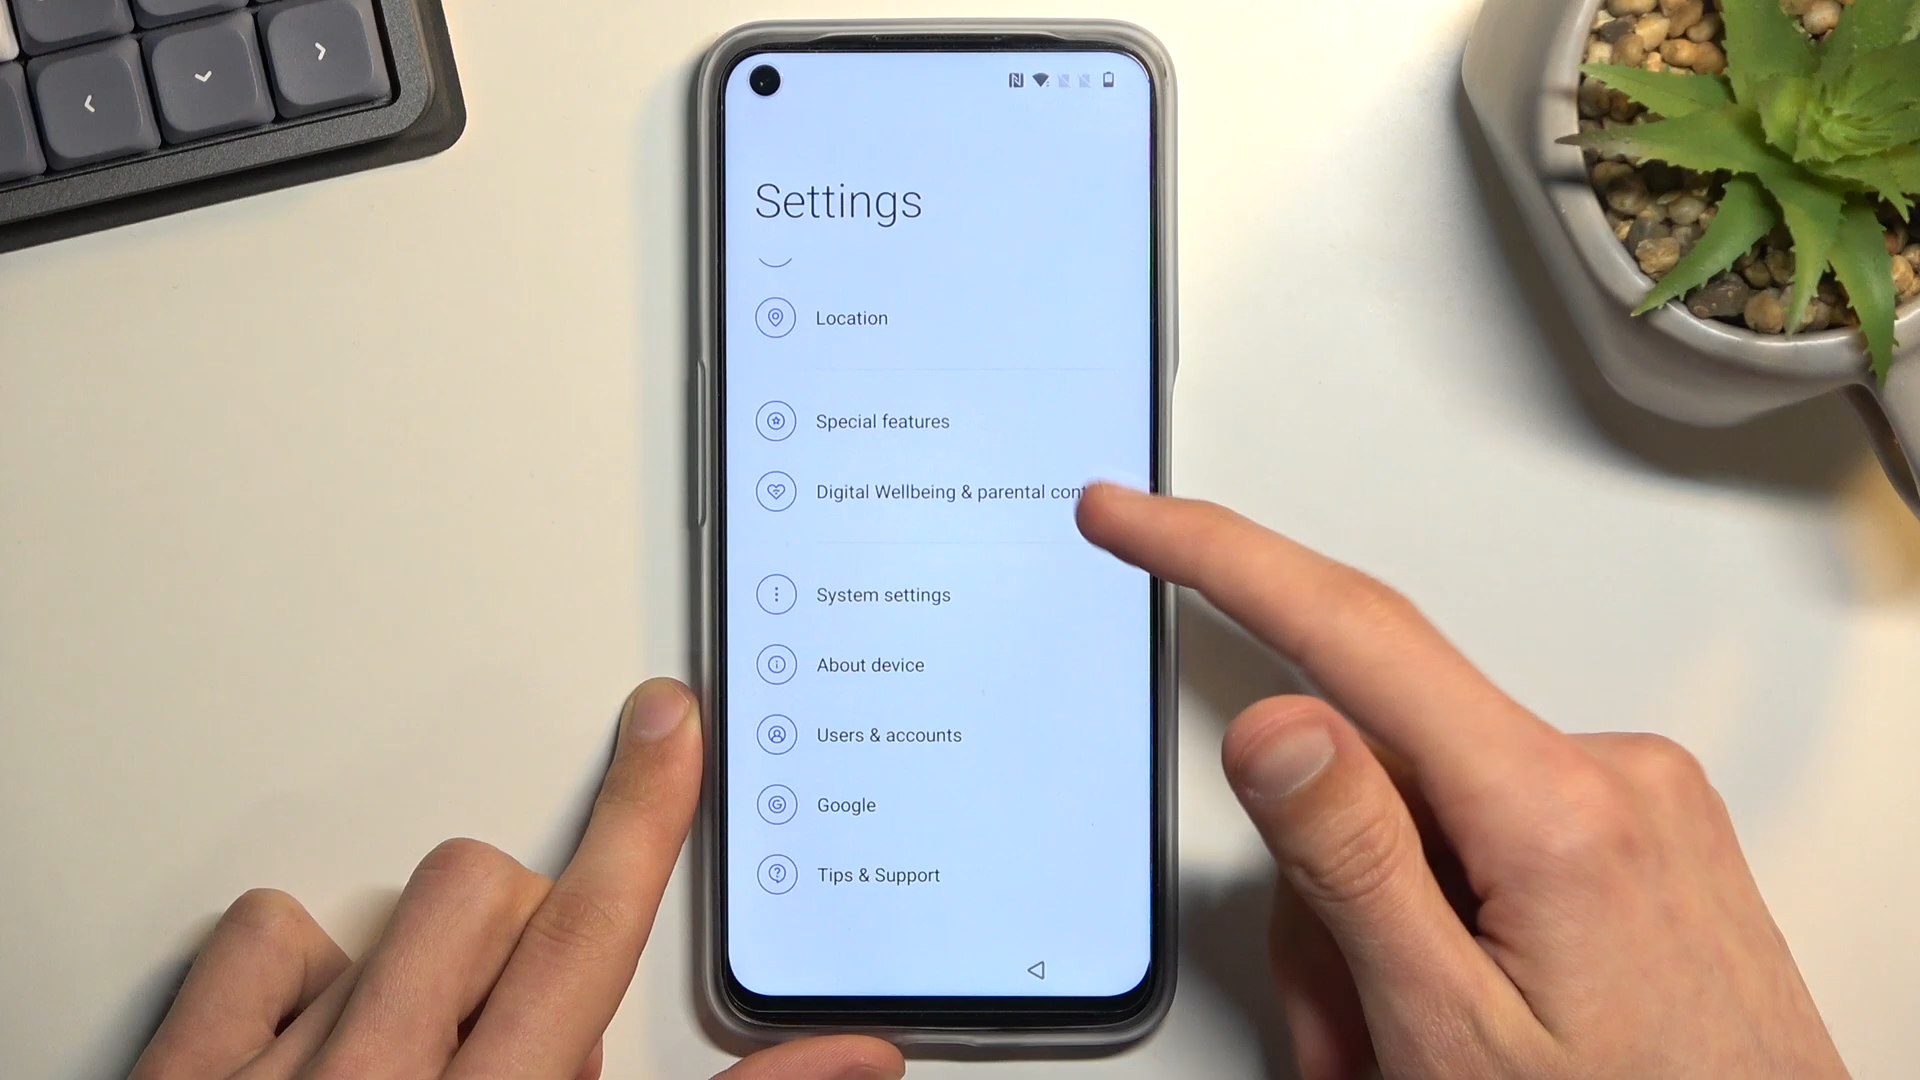 Settings
Location
Special features
Digital Wellbeing & parental cont
System settings
About device
Users & accounts
Google
Tips & Support